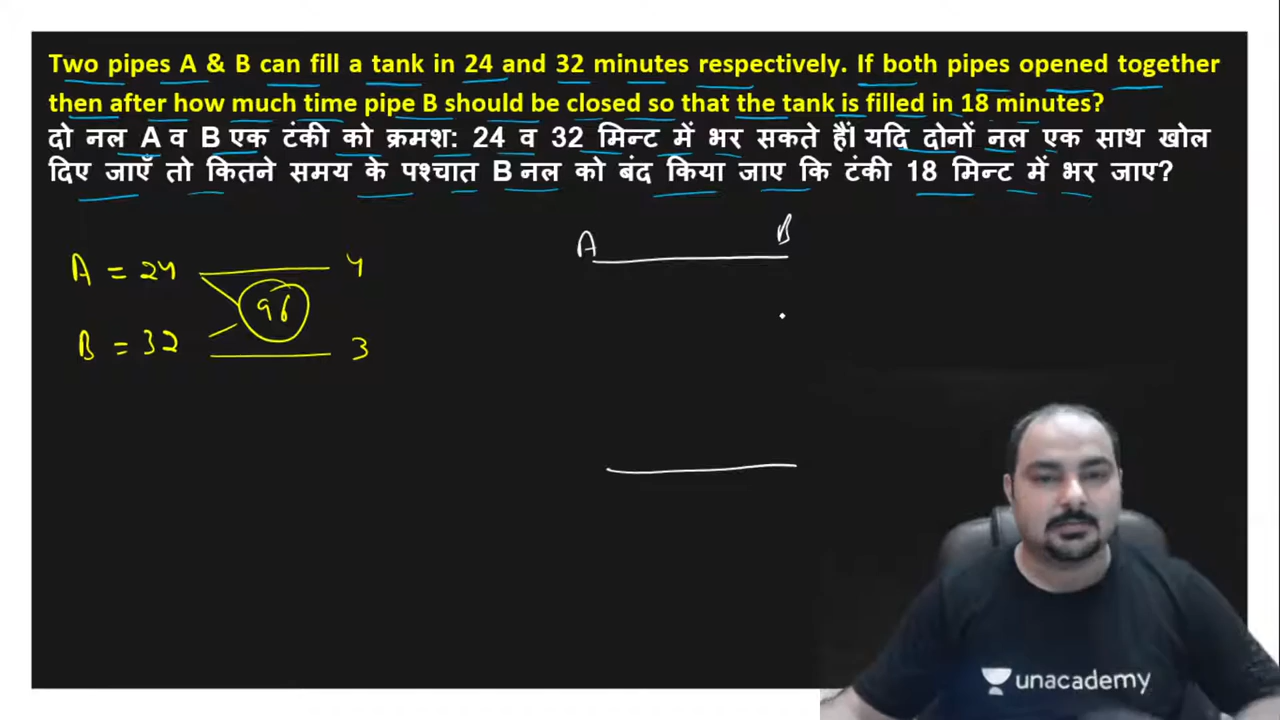 Two pipes A & B can fill a tank in 24 and 32 minutes respectively. If both pipes opened together
then after how much time pipe B should be closed so that the tank is filled in 18 minutes?
दो नल A व B एक टंकी को क्रमश: 24 व 32 मिन्ट में भर सकते हैंI यदि दोनों नल एक साथ खोल
दिए जाएँ तो कितने समय के पश्चात B नल को बंद किया जाए कि टंकी 18 मिन्ट में भर जाए?
A B
A = 24 4
96
B = 32 3
unacademy